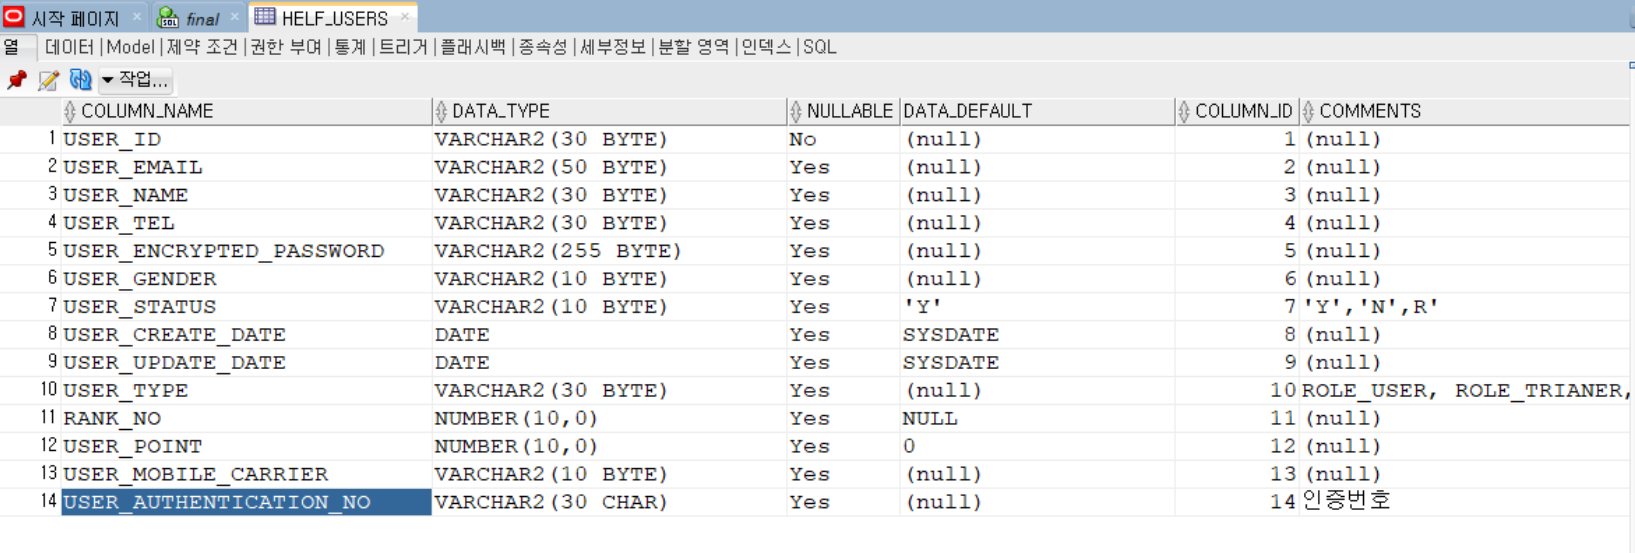 시작 페이지 × SQL final × HELF_USERS ×
열 데이터 | Model | 제약 조건 | 권한 부여 | 통계 | 트리거 | 플래시백 | 종속성 | 세부정보 | 분할 영역 | 인덱스 | SQL
작업...
COLUMN_NAME DATA_TYPE NULLABLE DATA_DEFAULT COLUMN_ID COMMENTS
1 USER_ID VARCHAR2(30 BYTE) No (null) 1 (null)
2 USER_EMAIL VARCHAR2(50 BYTE) Yes (null) 2 (null)
3 USER_NAME VARCHAR2(30 BYTE) Yes (null) 3 (null)
4 USER_TEL VARCHAR2(30 BYTE) Yes (null) 4 (null)
5 USER_ENCRYPTED_PASSWORD VARCHAR2(255 BYTE) Yes (null) 5 (null)
6 USER_GENDER VARCHAR2(10 BYTE) Yes (null) 6 (null)
7 USER_STATUS VARCHAR2(10 BYTE) Yes 'Y' 7 'Y','N',R'
8 USER_CREATE_DATE DATE Yes SYSDATE 8 (null)
9 USER_UPDATE_DATE DATE Yes SYSDATE 9 (null)
10 USER_TYPE VARCHAR2(30 BYTE) Yes (null) 10 ROLE_USER, ROLE_TRIANER,
11 RANK_NO NUMBER(10,0) Yes NULL 11 (null)
12 USER_POINT NUMBER(10,0) Yes 0 12 (null)
13 USER_MOBILE_CARRIER VARCHAR2(10 BYTE) Yes (null) 13 (null)
14 USER_AUTHENTICATION_NO VARCHAR2(30 CHAR) Yes (null) 14 인증번호